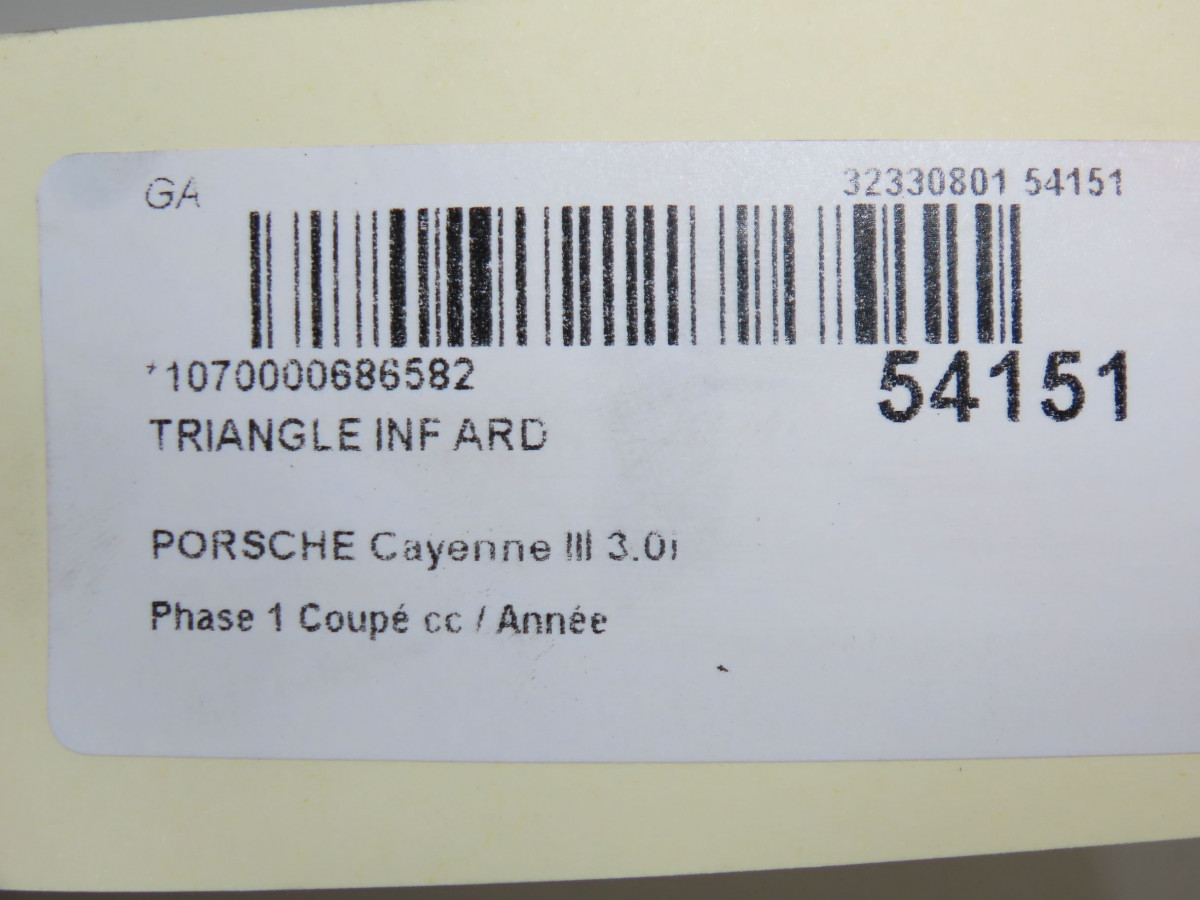 GA
32330801 54151
*1070000686582
54151
TRIANGLE INF ARD
PORSCHE Cayenne III 3.0i
Phase 1 Coupé cc / Année